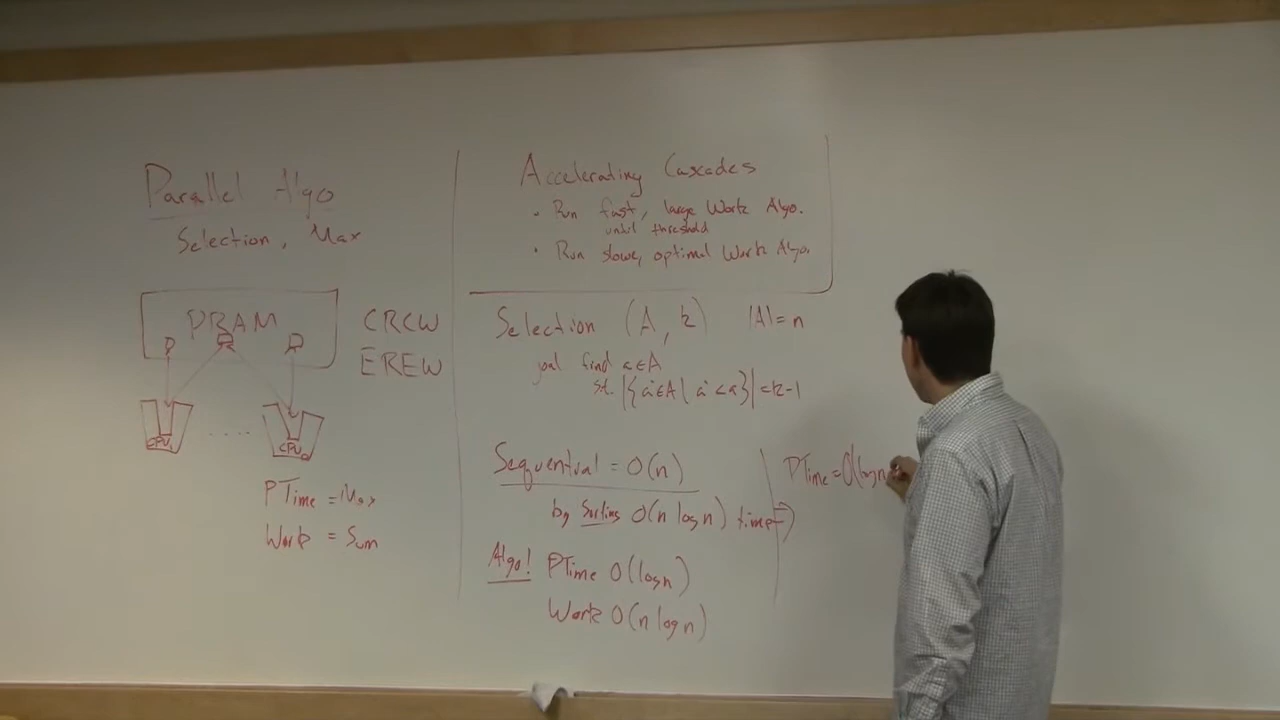 Parallel Algo
Selection, Max
PRAM
CRCW
EREW
CPU
CPU
PTime = Max
Work = Sum
Accelerating Cascades
• Run fast, large Work Algo.
until threshold
• Run slowe, optimal Work Algo.
Selection (A, k) |A| = n
goal find a∈A
st. |{a'∈A | a' < a}| = k-1
Sequential = O(n)
by Sorting O(n log n) time
Algo! PTime O(log n)
Work O(n log n)
PTime = O(log n